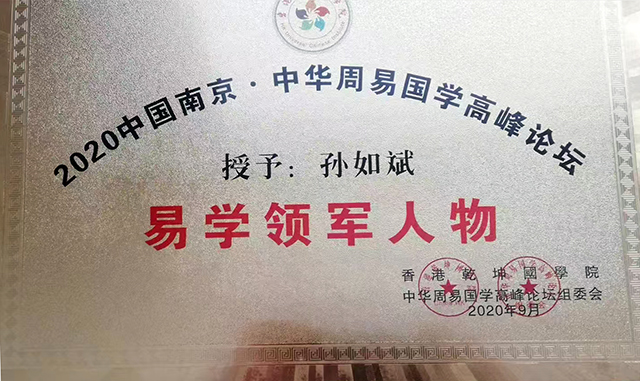 2020中国南京·中华周易国学高峰论坛
授予：孙如斌
易学领军人物
香港乾坤國學院
中华周易国学高峰论坛组委会
2020年9月